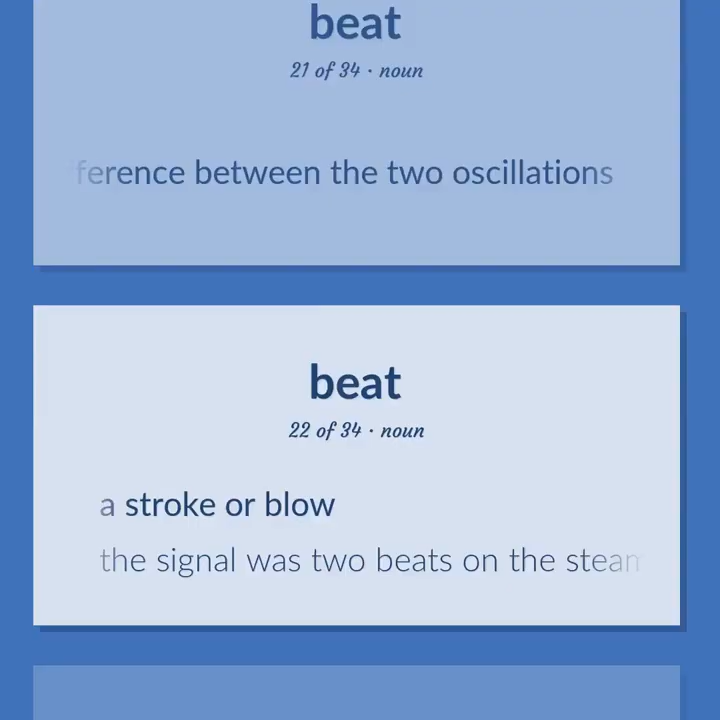 beat
21 of 34 · noun
ference between the two oscillations
beat
22 of 34 · noun
a stroke or blow
the signal was two beats on the steam